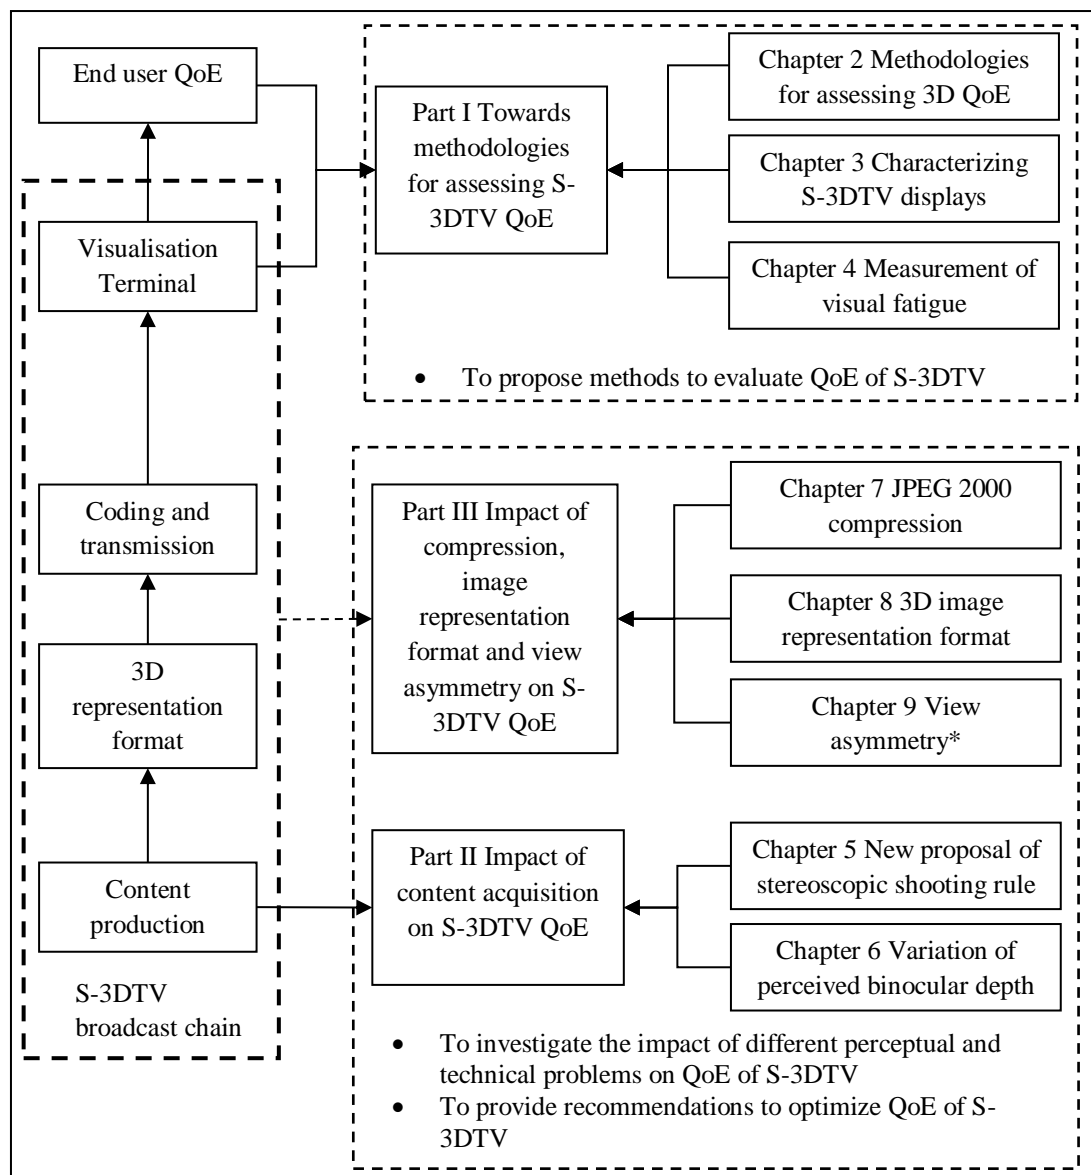 End user QoE
Visualisation
Terminal
Coding and
transmission
3D
representation
format
Content
production
S-3DTV
broadcast chain
Part I Towards
methodologies
for assessing S-
3DTV QoE
Chapter 2 Methodologies
for assessing 3D QoE
Chapter 3 Characterizing
S-3DTV displays
Chapter 4 Measurement of
visual fatigue
• To propose methods to evaluate QoE of S-3DTV
Part III Impact of
compression,
image
representation
format and view
asymmetry on S-
3DTV QoE
Chapter 7 JPEG 2000
compression
Chapter 8 3D image
representation format
Chapter 9 View
asymmetry*
Part II Impact of
content acquisition
on S-3DTV QoE
Chapter 5 New proposal of
stereoscopic shooting rule
Chapter 6 Variation of
perceived binocular depth
• To investigate the impact of different perceptual and
technical problems on QoE of S-3DTV
• To provide recommendations to optimize QoE of S-
3DTV